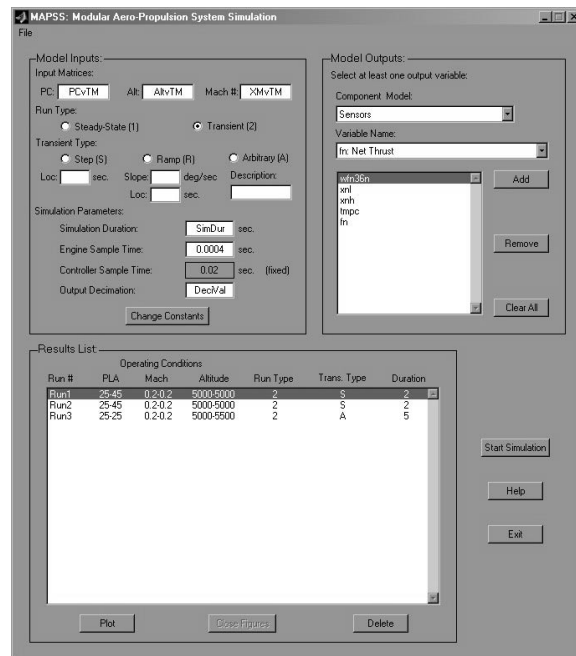 MAPSS: Modular Aero-Propulsion System Simulation
File
Model Inputs:
Input Matrices:
PC: PCvTM Alt: AltvTM Mach #: XMvTM
Run Type:
Steady-State (1) Transient (2)
Transient Type:
Step (S) Ramp (R) Arbitrary (A)
Loc: sec. Slope: deg/sec Description:
Loc: sec.
Simulation Parameters:
Simulation Duration: SimDur sec.
Engine Sample Time: 0.0004 sec.
Controller Sample Time: 0.02 sec. (fixed)
Output Decimation: DeciVal
Change Constants
Model Outputs:
Select at least one output variable:
Component Model:
Sensors
Variable Name:
fn: Net Thrust
wfn36n
xnl
xnh
tmpc
fn
Add
Remove
Clear All
Results List:
Operating Conditions
Run # PLA Mach Altitude Run Type Trans. Type Duration
Run1 25-45 0.2-0.2 5000-5000 2 S 2
Run2 25-45 0.2-0.2 5000-5000 2 S 2
Run3 25-25 0.2-0.2 5000-5500 2 A 5
Start Simulation
Help
Exit
Plot Close Figures Delete